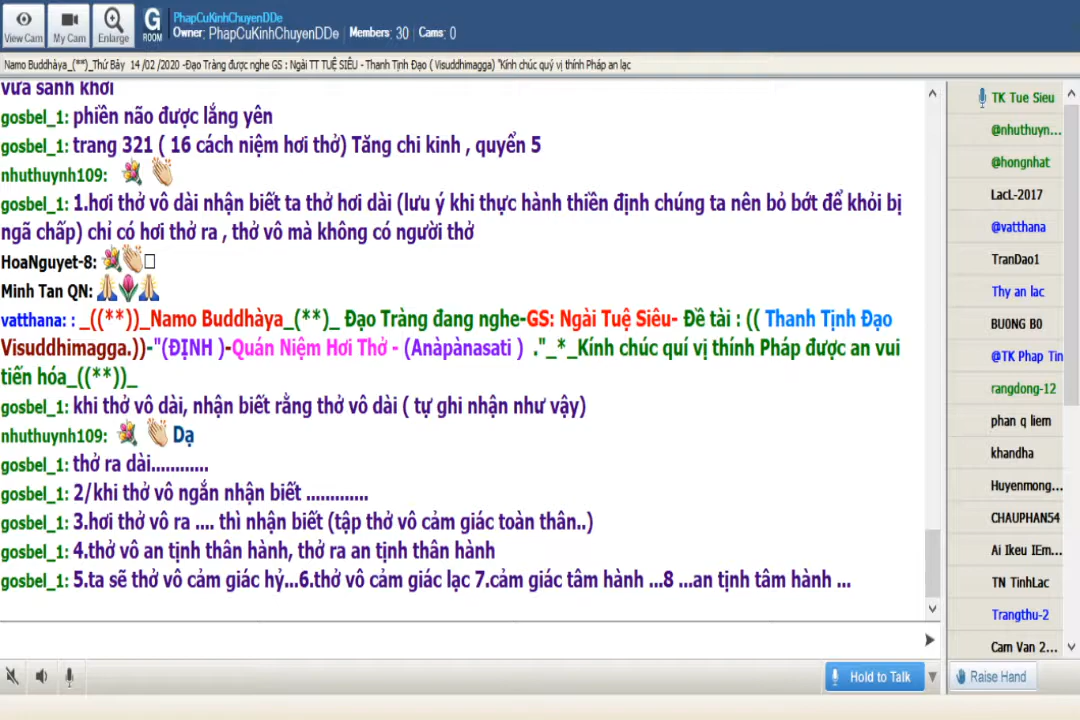 View Cam
My Cam
Enlarge
G ROOM
PhapCuKinhChuyenDDe
Owner: PhapCuKinhChuyenDDe | Members: 30 | Cams: 0
Namo Buddhàya_(**)_Thứ Bảy 14 /02 /2020 -Đạo Tràng được nghe GS : Ngài TT TUỆ SIÊU - Thanh Tịnh Đạo ( Visuddhimagga) "Kính chúc quý vị thính Pháp an lạc
vừa sanh khởi
gosbel_1: phiền não được lắng yên
gosbel_1: trang 321 ( 16 cách niệm hơi thở) Tăng chi kinh , quyển 5
nhuthuynh109:
gosbel_1: 1.hơi thở vô dài nhận biết ta thở hơi dài (lưu ý khi thực hành thiền định chúng ta nên bỏ bớt để khỏi bị
ngã chấp) chỉ có hơi thở ra , thở vô mà không có người thở
HoaNguyet-8:
Minh Tan QN:
vatthana: : _((**))_Namo Buddhàya_(**)_ Đạo Tràng đang nghe-GS: Ngài Tuệ Siêu- Đề tài : (( Thanh Tịnh Đạo
Visuddhimagga.))-"(ĐỊNH )-Quán Niệm Hơi Thở - (Anàpànasati ) ."_*_Kính chúc quí vị thính Pháp được an vui
tiến hóa_((**))_
gosbel_1: khi thở vô dài, nhận biết rằng thở vô dài ( tự ghi nhận như vậy)
nhuthuynh109: Dạ
gosbel_1: thở ra dài............
gosbel_1: 2/khi thở vô ngắn nhận biết .............
gosbel_1: 3.hơi thở vô ra .... thì nhận biết (tập thở vô cảm giác toàn thân..)
gosbel_1: 4.thở vô an tịnh thân hành, thở ra an tịnh thân hành
gosbel_1: 5.ta sẽ thở vô cảm giác hỷ...6.thở vô cảm giác lạc 7.cảm giác tâm hành ...8 ...an tịnh tâm hành ...
TK Tue Sieu
@nhuthuyn...
@hongnhat
LacL-2017
@vatthana
TranDao1
Thy an lac
BUONG BO
@TK Phap Tin
rangdong-12
phan q liem
khandha
Huyenmong...
CHAUPHAN54
Ai Ikeu IEm...
TN TinhLac
Trangthu-2
Cam Van 2...
Hold to Talk
Raise Hand